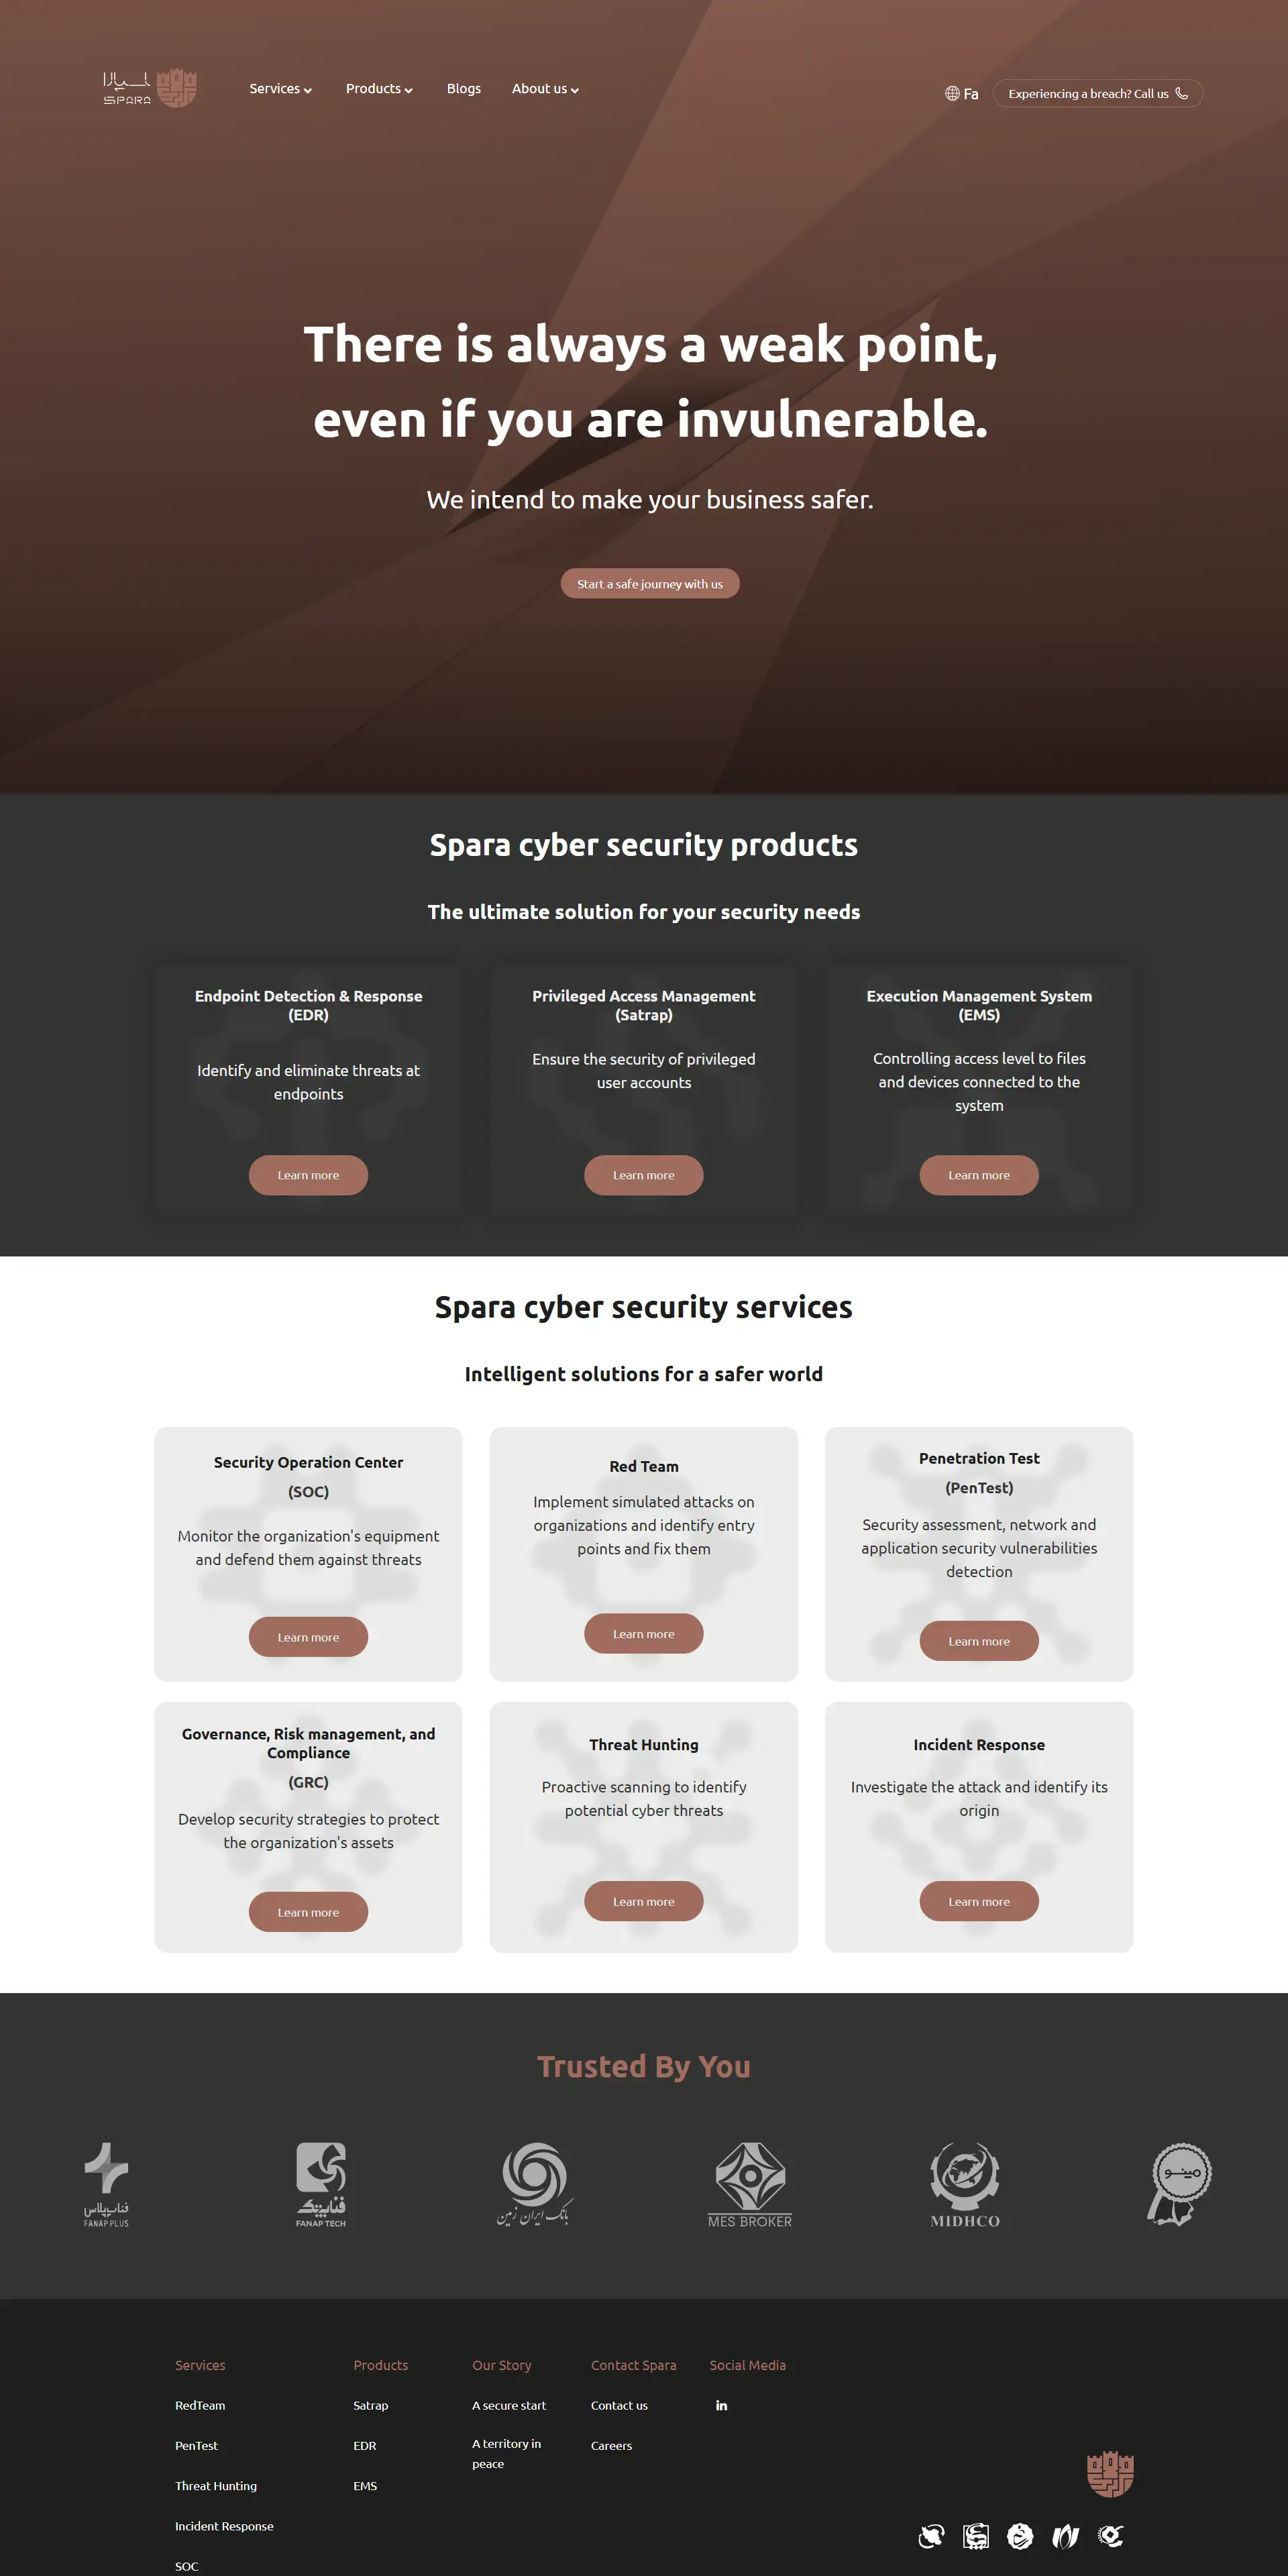 اسپارا
SPARA
Services
Products
Blogs
About us
Fa
Experiencing a breach? Call us
There is always a weak point,
even if you are invulnerable.
We intend to make your business safer.
Start a safe journey with us
Spara cyber security products
The ultimate solution for your security needs
Endpoint Detection & Response
(EDR)
Identify and eliminate threats at
endpoints
Learn more
Privileged Access Management
(Satrap)
Ensure the security of privileged
user accounts
Learn more
Execution Management System
(EMS)
Controlling access level to files
and devices connected to the
system
Learn more
Spara cyber security services
Intelligent solutions for a safer world
Security Operation Center
(SOC)
Monitor the organization's equipment
and defend them against threats
Learn more
Red Team
Implement simulated attacks on
organizations and identify entry
points and fix them
Learn more
Penetration Test
(PenTest)
Security assessment, network and
application security vulnerabilities
detection
Learn more
Governance, Risk management, and
Compliance
(GRC)
Develop security strategies to protect
the organization's assets
Learn more
Threat Hunting
Proactive scanning to identify
potential cyber threats
Learn more
Incident Response
Investigate the attack and identify its
origin
Learn more
Trusted By You
فناپ‌پلاس
FANAP PLUS
فناپ‌تک
FANAP TECH
بانک ایران زمین
MES BROKER
MIDHCO
مینو
Services
RedTeam
PenTest
Threat Hunting
Incident Response
SOC
Products
Satrap
EDR
EMS
Our Story
A secure start
A territory in
peace
Contact Spara
Contact us
Careers
Social Media
in